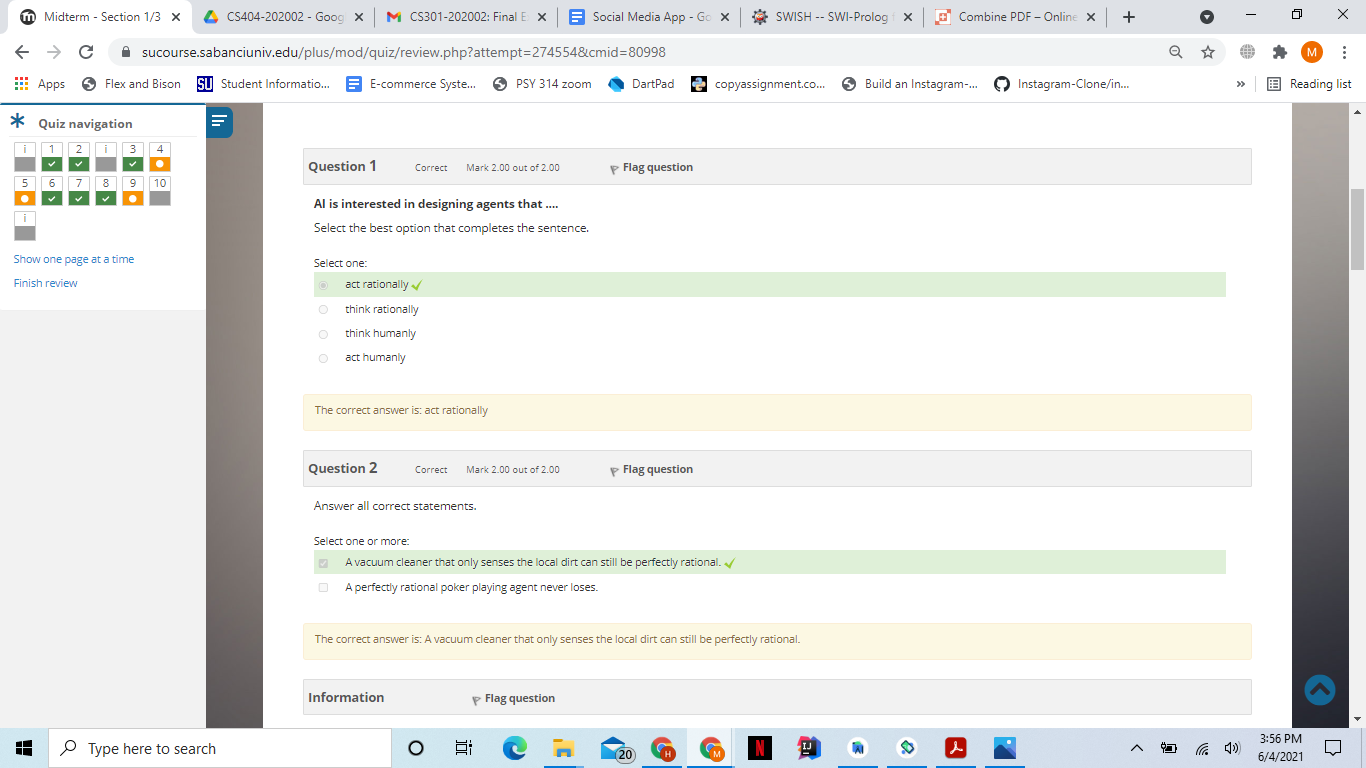 Midterm - Section 1/3
CS404-202002 - Goog
CS301-202002: Final E
Social Media App - Go
SWISH -- SWI-Prolog f
Combine PDF – Online
sucourse.sabanciuniv.edu/plus/mod/quiz/review.php?attempt=274554&cmid=80998
M
Apps
Flex and Bison
SU Student Informatio...
E-commerce Syste...
PSY 314 zoom
DartPad
copyassignment.co...
Build an Instagram-...
Instagram-Clone/in...
»
Reading list
Quiz navigation
i 1 2 i 3 4
5 6 7 8 9 10
i
Show one page at a time
Finish review
Question 1 Correct Mark 2.00 out of 2.00 Flag question
AI is interested in designing agents that ....
Select the best option that completes the sentence.
Select one:
act rationally
think rationally
think humanly
act humanly
The correct answer is: act rationally
Question 2 Correct Mark 2.00 out of 2.00 Flag question
Answer all correct statements.
Select one or more:
A vacuum cleaner that only senses the local dirt can still be perfectly rational.
A perfectly rational poker playing agent never loses.
The correct answer is: A vacuum cleaner that only senses the local dirt can still be perfectly rational.
Information Flag question
Type here to search
20
H
M
N
IJ
3:56 PM
6/4/2021